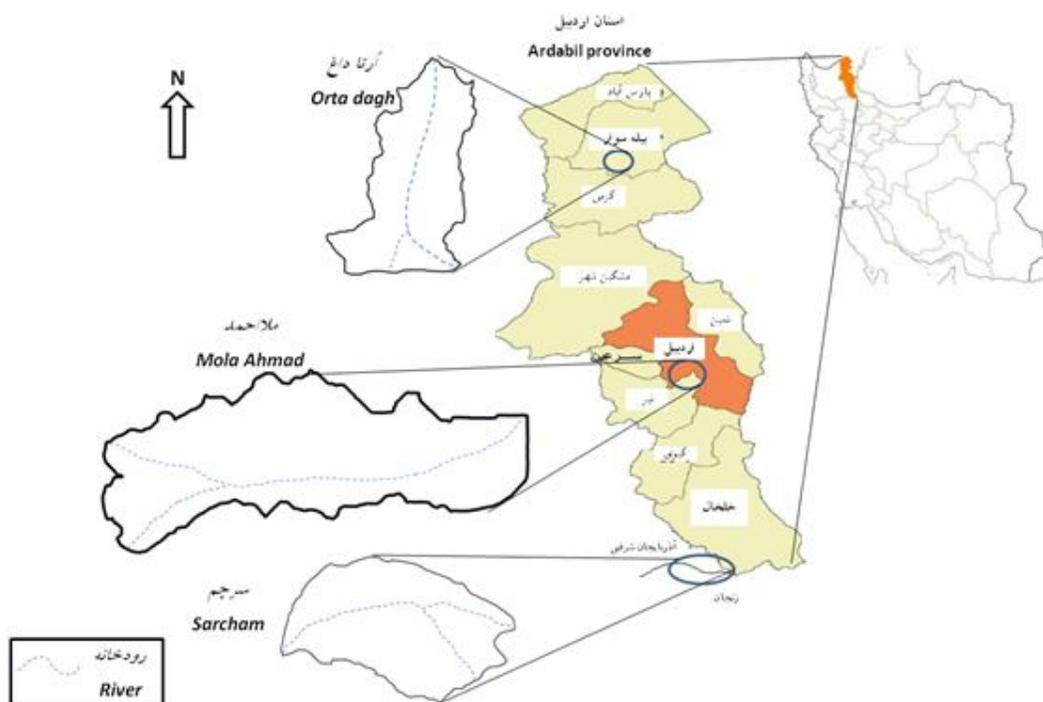 استان اردبیل
Ardabil province
اُرتا داغ
Orta dagh
N
پارس آباد
بیله سوار
گرمی
مشگین شهر
نمین
ملااحمد
Mola Ahmad
سرعین
اردبیل
نیر
کوثر
خلخال
آذربایجان شرقی
زنجان
سرچم
Sarcham
رودخانه
River